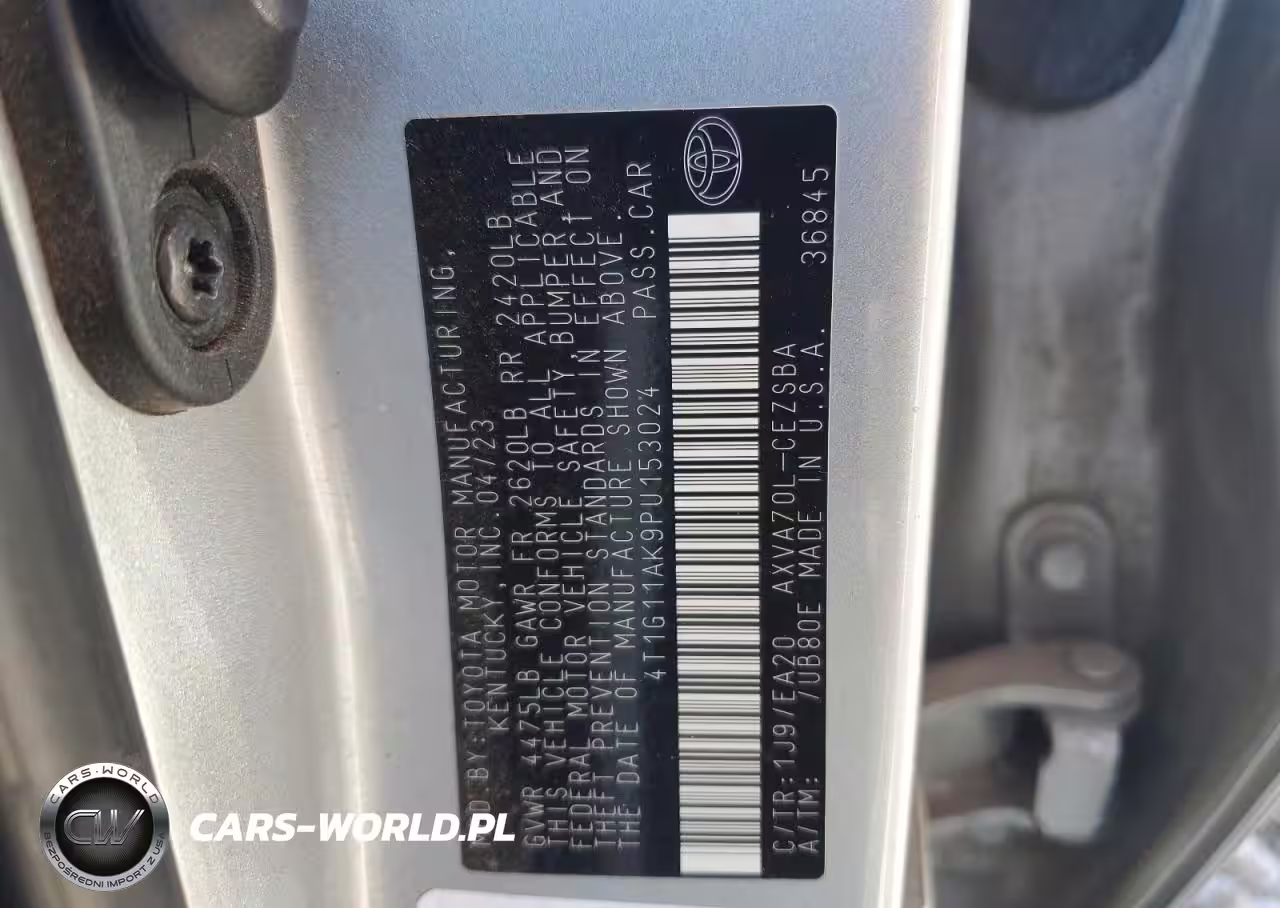 MFD.BY:TOYOTA MOTOR MANUFACTURING,
KENTUCKY, INC.04/23
GVWR 4475LB GAWR FR 2620LB RR 2420LB
THIS VEHICLE CONFORMS TO ALL APPLICABLE
FEDERAL MOTOR VEHICLE SAFETY,BUMPER,AND
THEFT PREVENTION STANDARDS IN EFFECT ON
THE DATE OF MANUFACTURE SHOWN ABOVE.
4T1G11AK9PU153024 PASS.CAR
C/TR:1J9/EA20 AXVA70L-CEZSBA
A/TM: /UB80E MADE IN U.S.A. 36845
CARS-WORLD
CW
BEZPOŚREDNI IMPORT Z USA
CARS-WORLD.PL